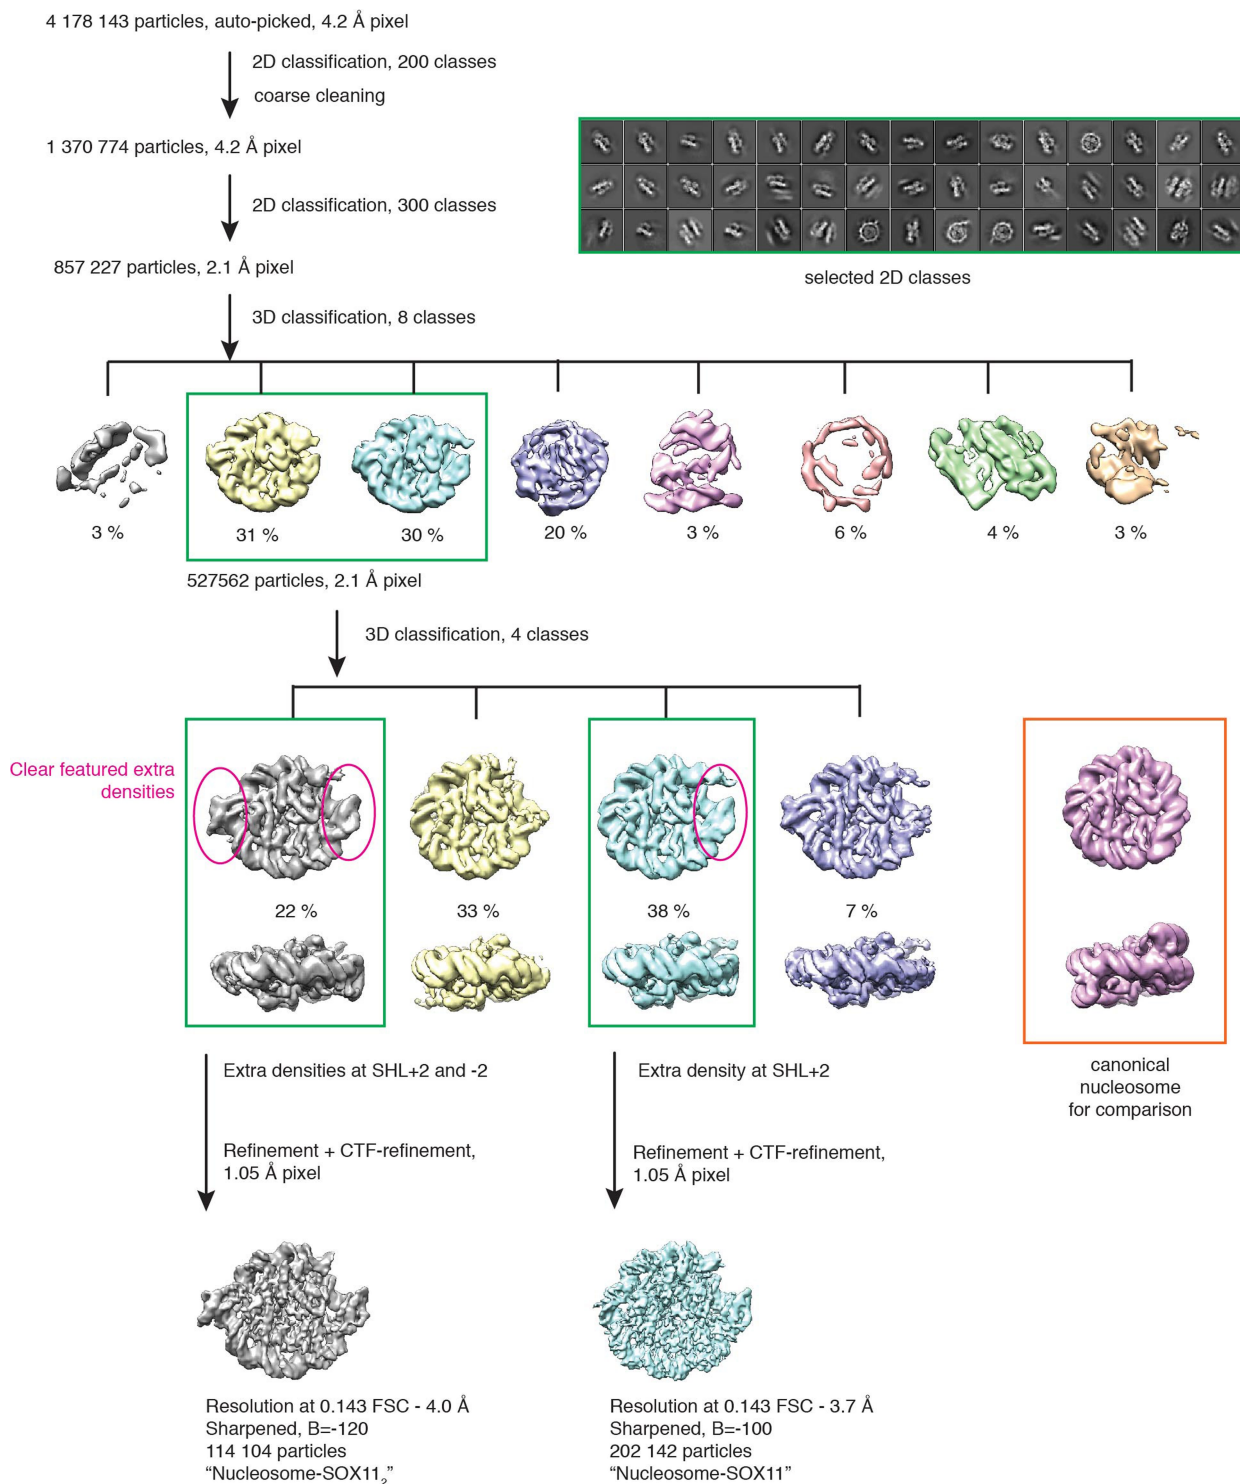 4 178 143 particles, auto-picked, 4.2 Å pixel
2D classification, 200 classes
coarse cleaning
1 370 774 particles, 4.2 Å pixel
2D classification, 300 classes
857 227 particles, 2.1 Å pixel
selected 2D classes
3D classification, 8 classes
3 %
31 %
30 %
20 %
3 %
6 %
4 %
3 %
527562 particles, 2.1 Å pixel
3D classification, 4 classes
Clear featured extra
densities
22 %
33 %
38 %
7 %
canonical
nucleosome
for comparison
Extra densities at SHL+2 and -2
Refinement + CTF-refinement,
1.05 Å pixel
Extra density at SHL+2
Refinement + CTF-refinement,
1.05 Å pixel
Resolution at 0.143 FSC - 4.0 Å
Sharpened, B=-120
114 104 particles
“Nucleosome-SOX11₂”
Resolution at 0.143 FSC - 3.7 Å
Sharpened, B=-100
202 142 particles
“Nucleosome-SOX11”